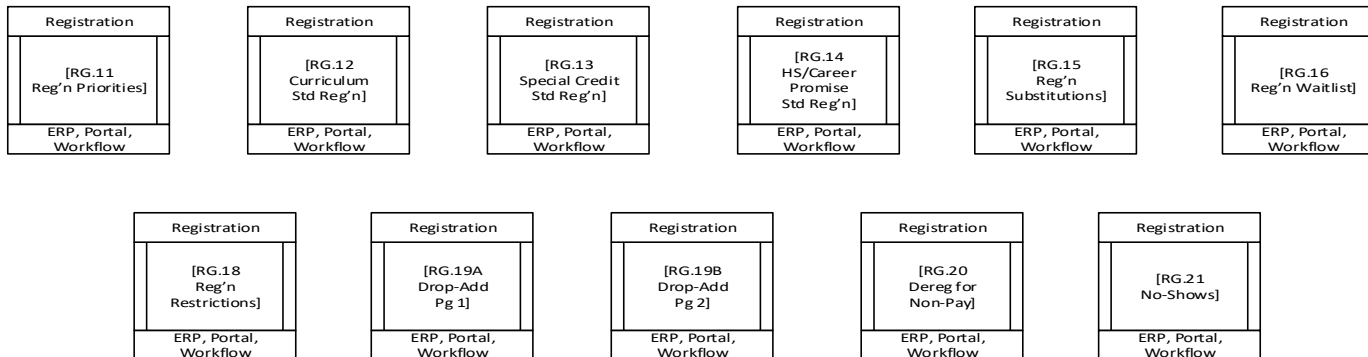 Registration
[RG.11
Reg'n Priorities]
ERP, Portal,
Workflow
Registration
[RG.12
Curriculum
Std Reg'n]
ERP, Portal,
Workflow
Registration
[RG.13
Special Credit
Std Reg'n]
ERP, Portal,
Workflow
Registration
[RG.14
HS/Career
Promise
Std Reg'n]
ERP, Portal,
Workflow
Registration
[RG.15
Reg'n
Substitutions]
ERP, Portal,
Workflow
Registration
[RG.16
Reg'n Waitlist]
ERP, Portal,
Workflow
Registration
[RG.18
Reg'n
Restrictions]
ERP, Portal,
Workflow
Registration
[RG.19A
Drop-Add
Pg 1]
ERP, Portal,
Workflow
Registration
[RG.19B
Drop-Add
Pg 2]
ERP, Portal,
Workflow
Registration
[RG.20
Dereg for
Non-Pay]
ERP, Portal,
Workflow
Registration
[RG.21
No-Shows]
ERP, Portal,
Workflow